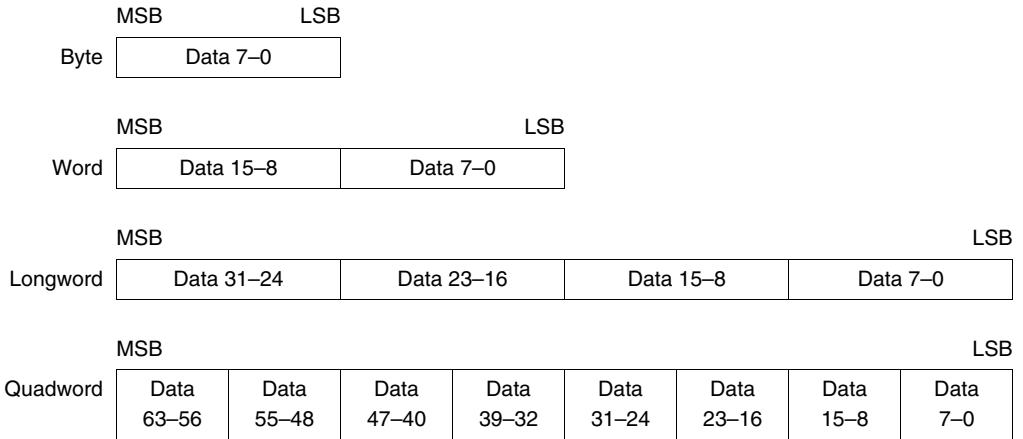 MSB LSB
Byte Data 7–0
MSB LSB
Word Data 15–8 Data 7–0
MSB LSB
Longword Data 31–24 Data 23–16 Data 15–8 Data 7–0
MSB LSB
Quadword Data Data Data Data Data Data Data Data
63–56 55–48 47–40 39–32 31–24 23–16 15–8 7–0